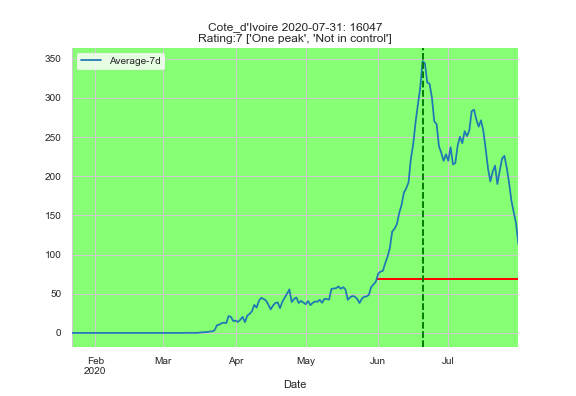 Cote_d'Ivoire 2020-07-31: 16047
Rating:7 ['One peak', 'Not in control']
Average-7d
350
300
250
200
150
100
50
0
Feb Mar Apr May Jun Jul
2020
Date